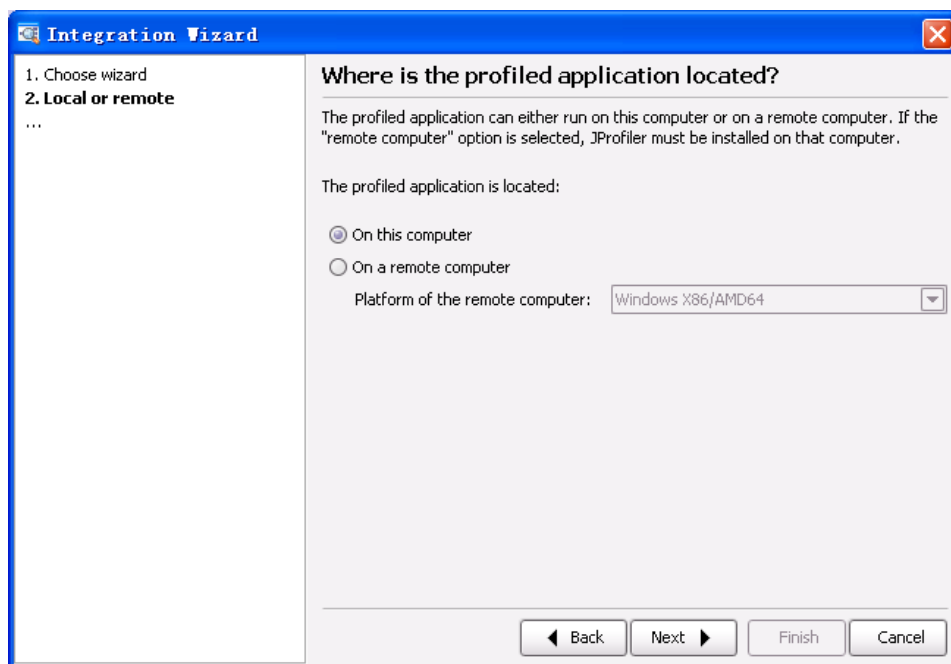 Integration Wizard
1. Choose wizard
2. Local or remote
...
Where is the profiled application located?
The profiled application can either run on this computer or on a remote computer. If the
"remote computer" option is selected, JProfiler must be installed on that computer.
The profiled application is located:
On this computer
On a remote computer
Platform of the remote computer: Windows X86/AMD64
Back Next Finish Cancel